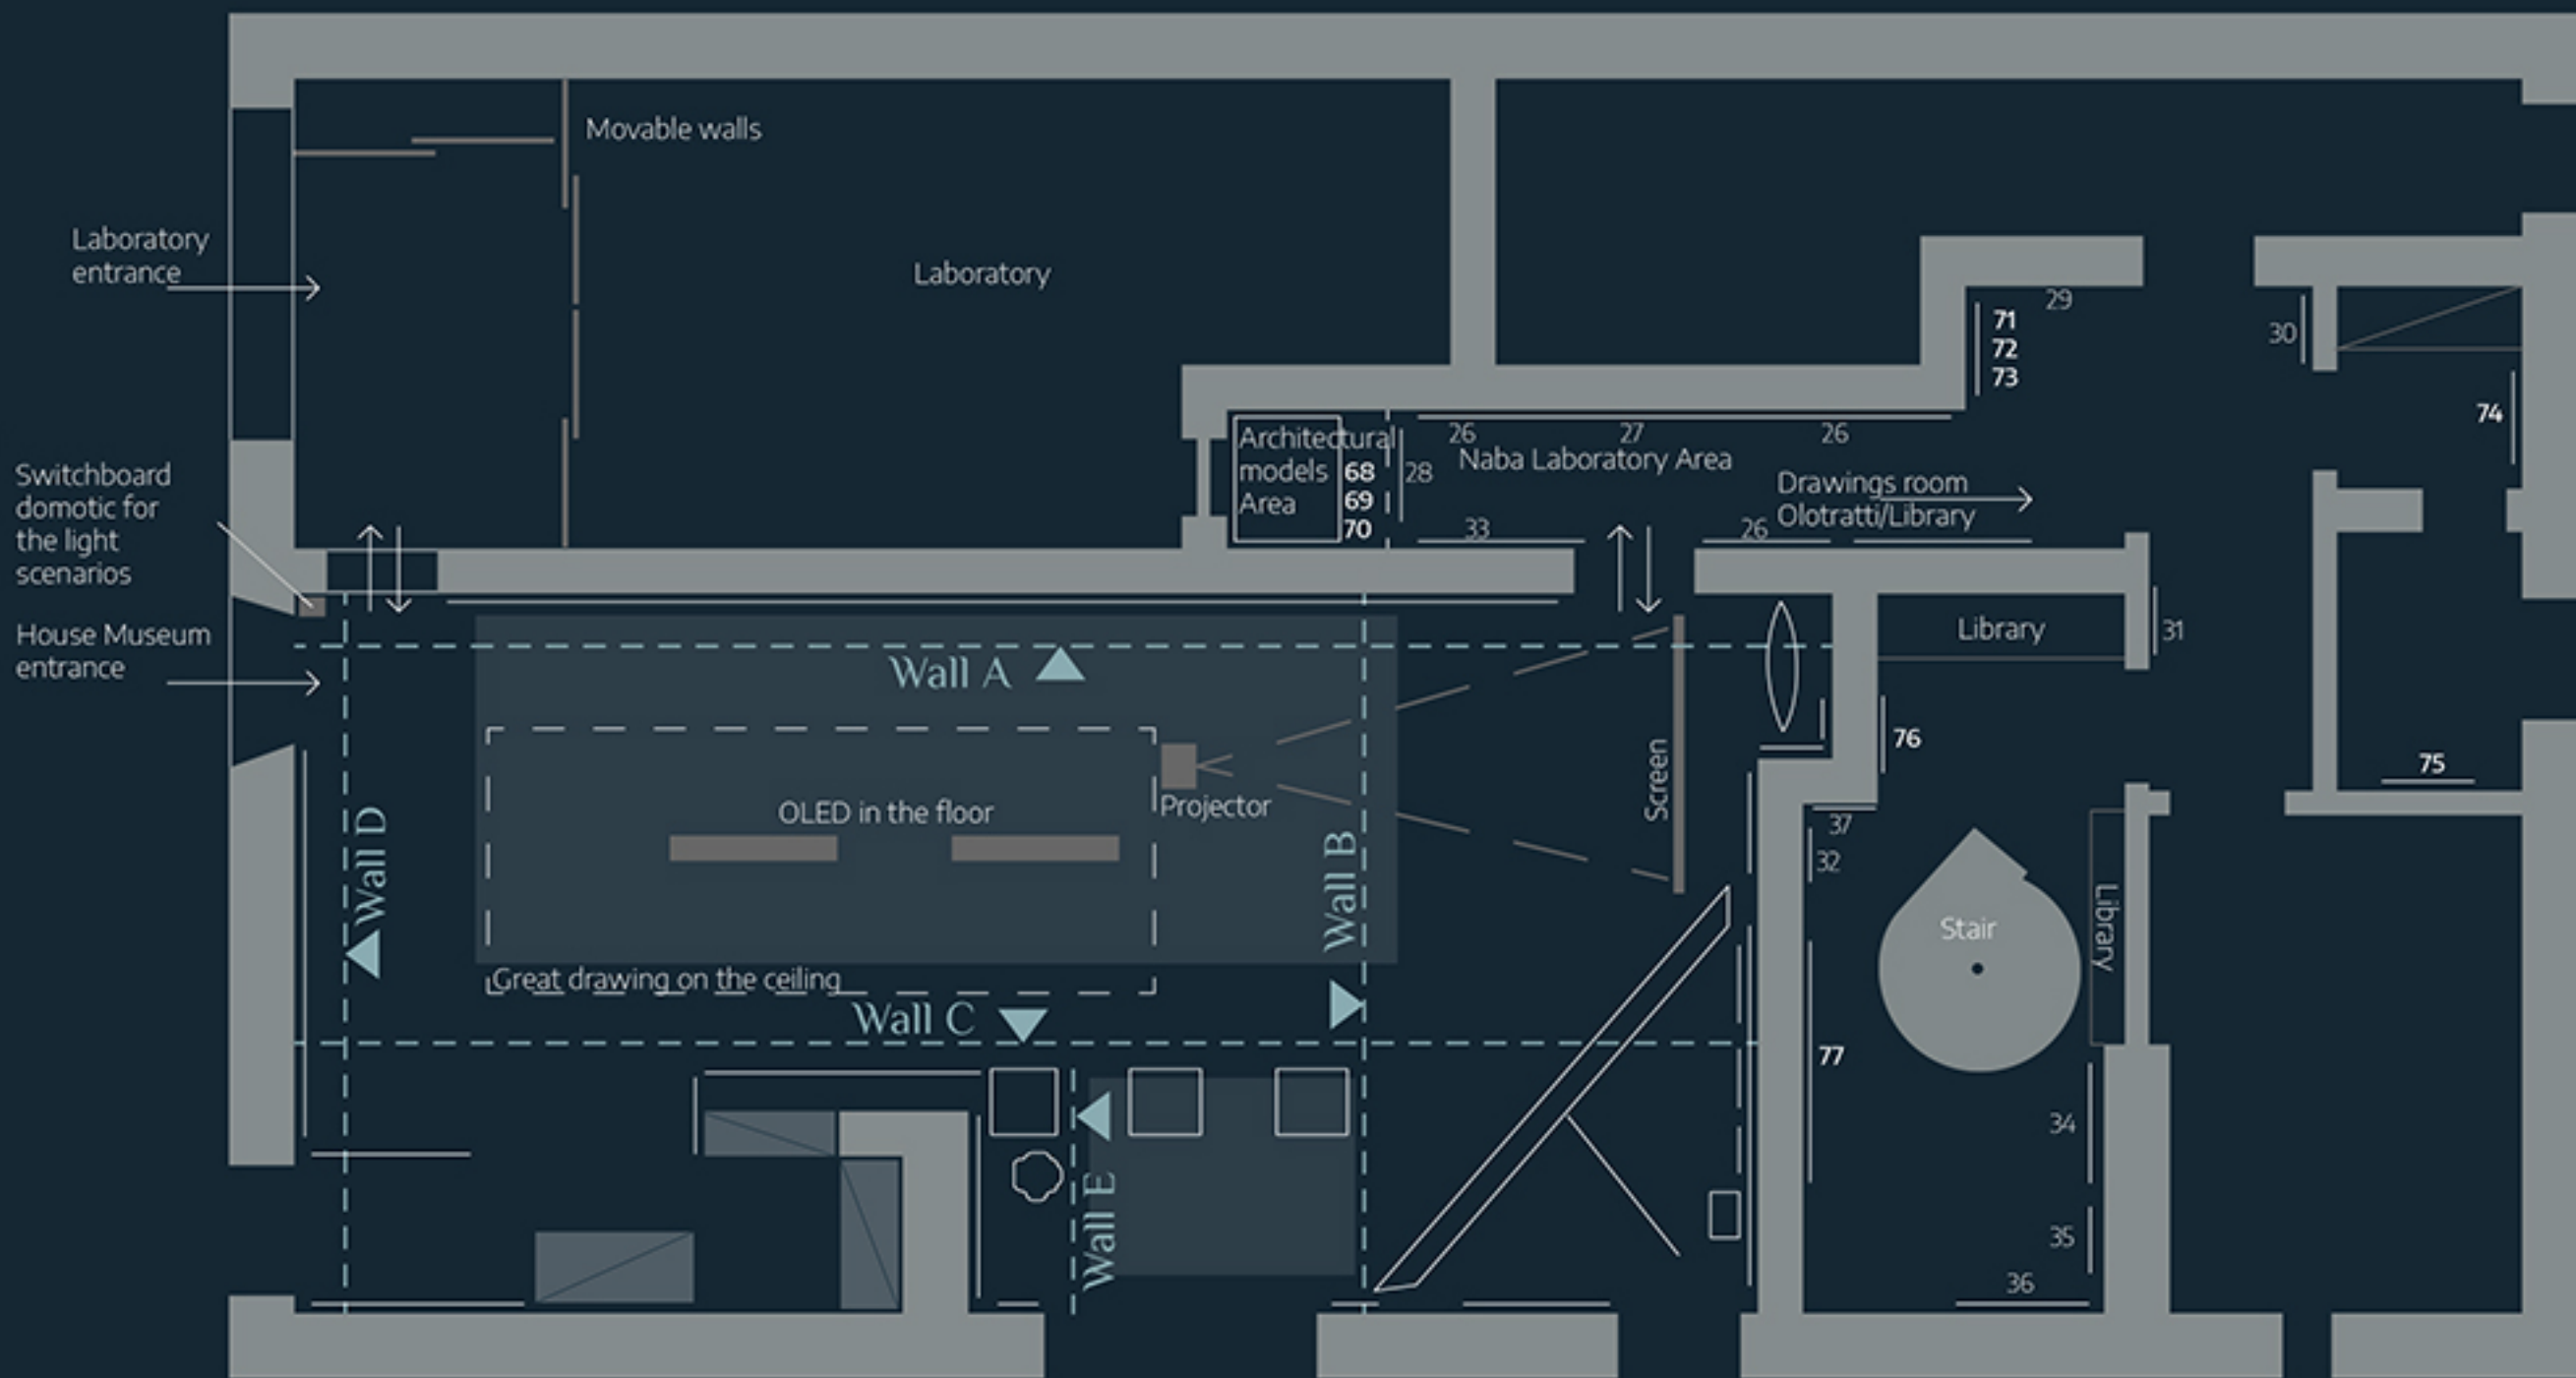 Movable walls
Laboratory
entrance
Laboratory
29
71
72
73
30
74
Architectural
models
Area
68
69
70
28
26
27
26
Naba Laboratory Area
Drawings room
Olotratti/Library
33
26
Switchboard
domotic for
the light
scenarios
House Museum
entrance
Library
31
Wall A
76
75
Screen
Projector
OLED in the floor
37
32
Wall D
Wall B
Library
Stair
Great drawing on the ceiling
Wall C
77
34
Wall E
35
36